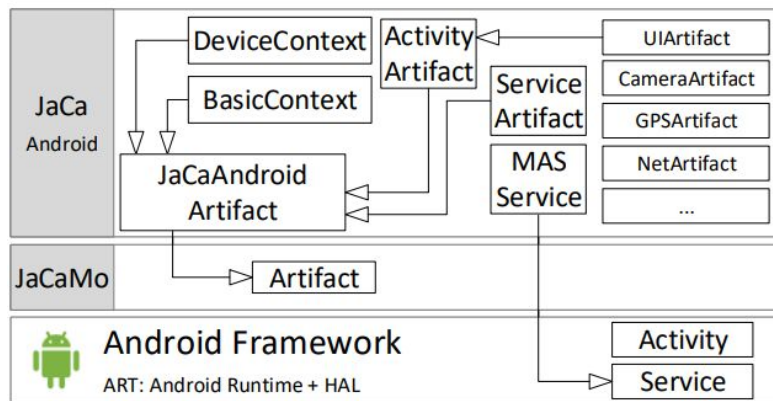 JaCa
Android
DeviceContext
BasicContext
JaCaAndroid
Artifact
Activity
Artifact
Service
Artifact
MAS
Service
UIArtifact
CameraArtifact
GPSArtifact
NetArtifact
...
JaCaMo
Artifact
Android Framework
ART: Android Runtime + HAL
Activity
Service